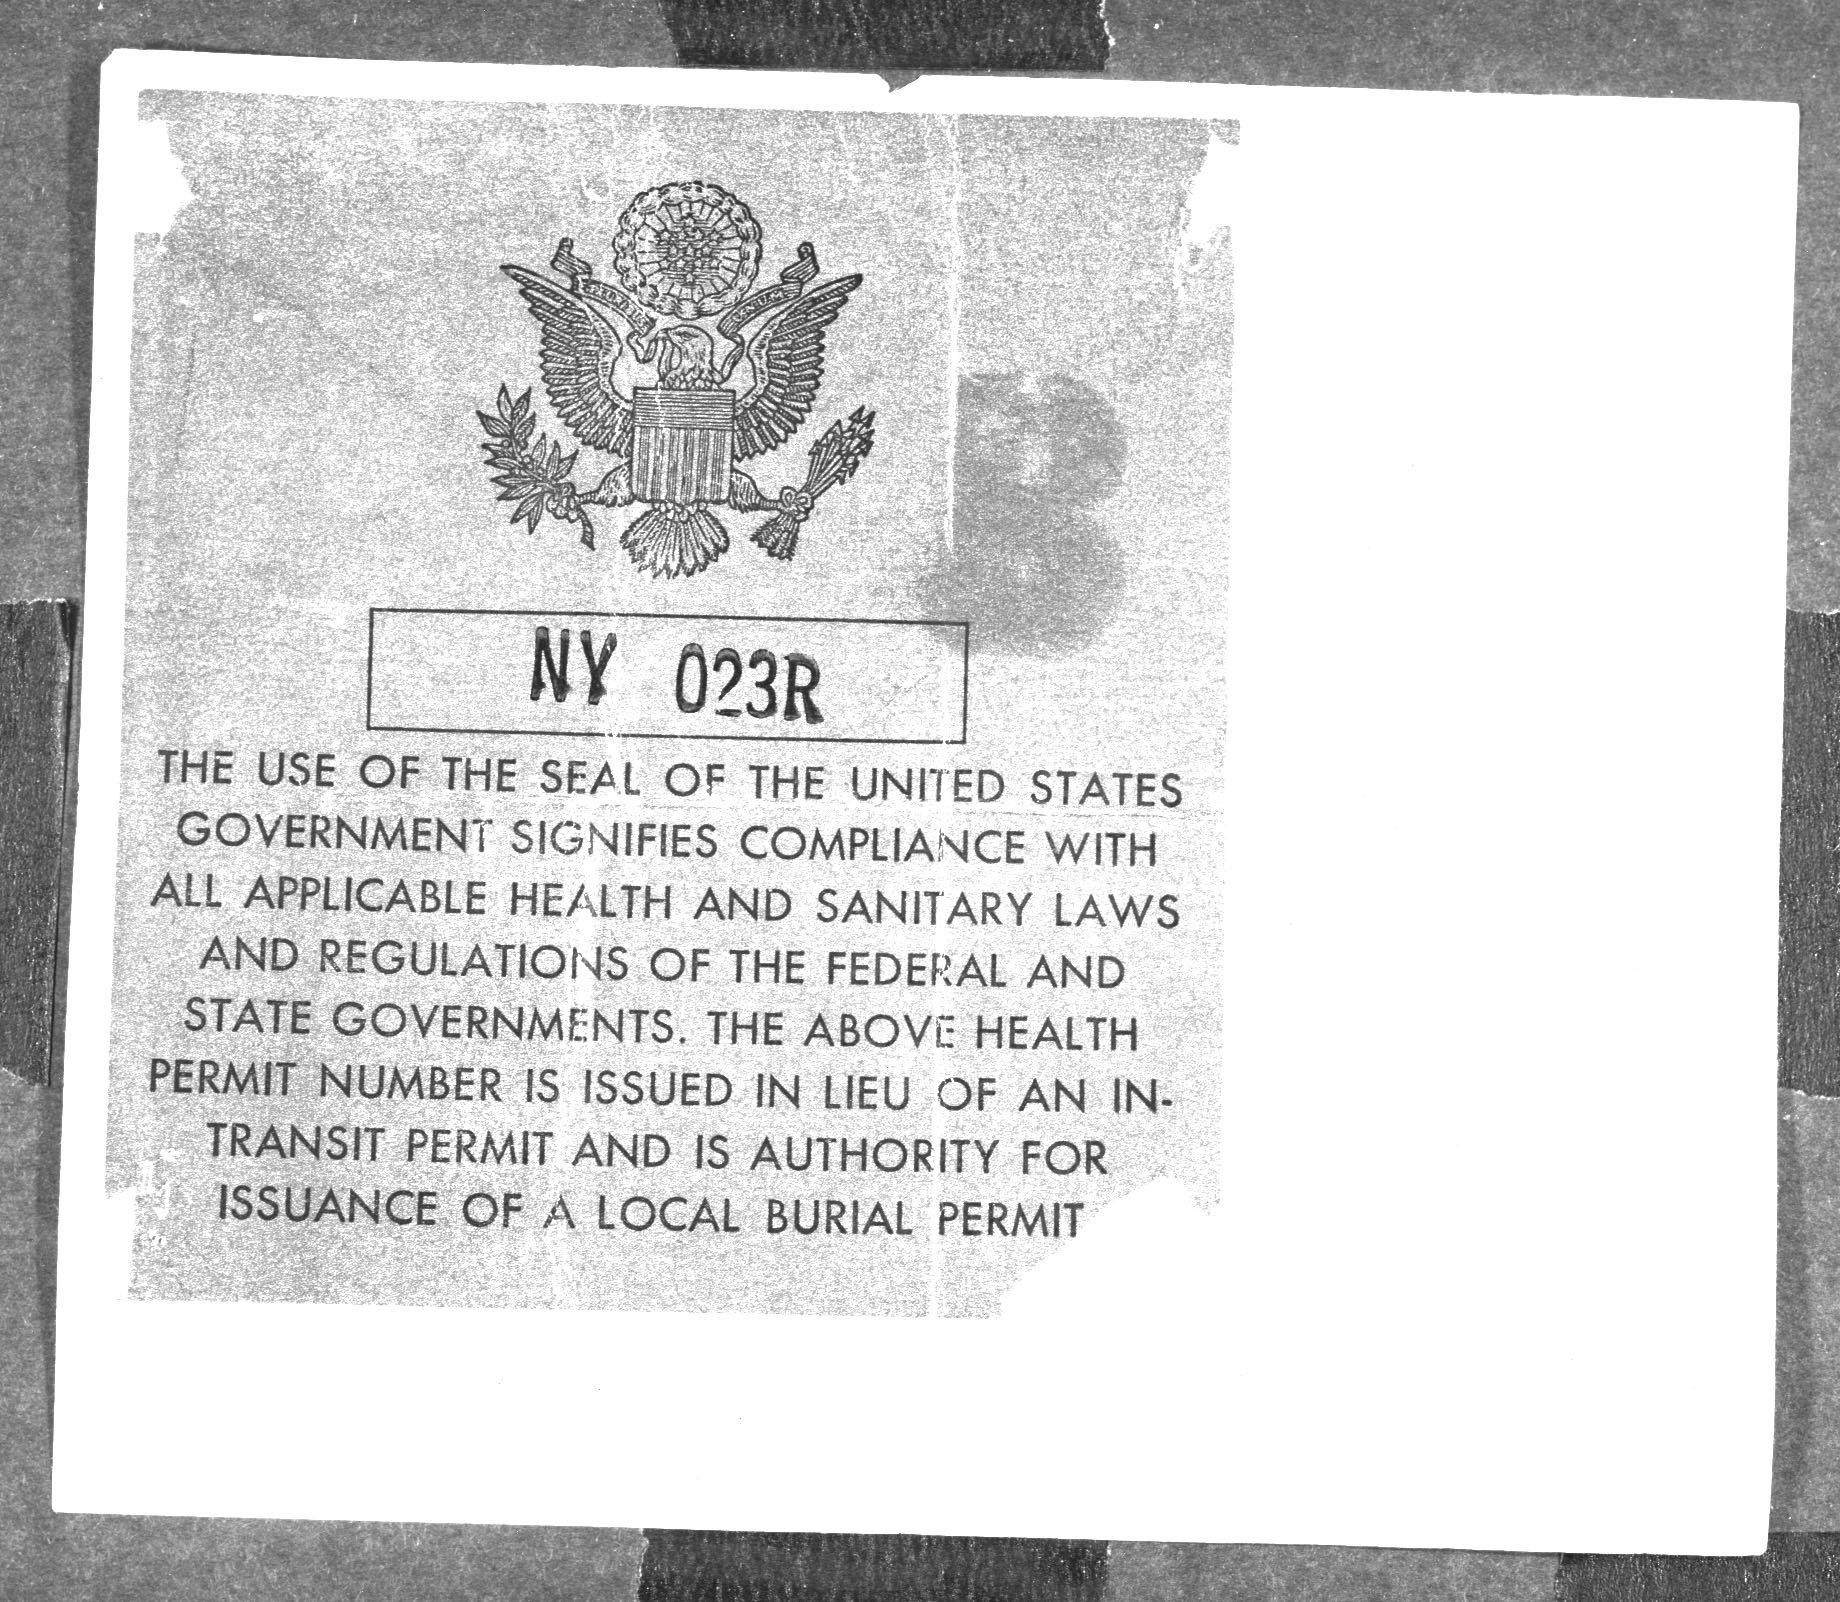 NY 023R
THE USE OF THE SEAL OF THE UNITED STATES
GOVERNMENT SIGNIFIES COMPLIANCE WITH
ALL APPLICABLE HEALTH AND SANITARY LAWS
AND REGULATIONS OF THE FEDERAL AND
STATE GOVERNMENTS. THE ABOVE HEALTH
PERMIT NUMBER IS ISSUED IN LIEU OF AN IN-
TRANSIT PERMIT AND IS AUTHORITY FOR
ISSUANCE OF A LOCAL BURIAL PERMIT